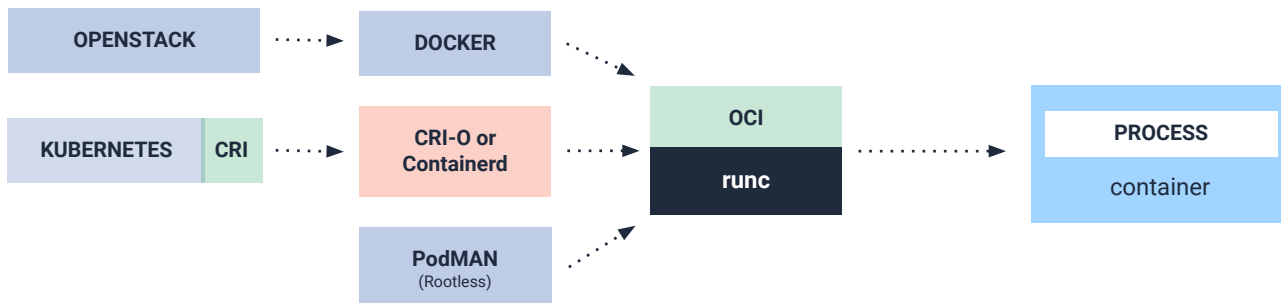 OPENSTACK
DOCKER
KUBERNETES
CRI
CRI-O or
Containerd
PodMAN
(Rootless)
OCI
runc
PROCESS
container